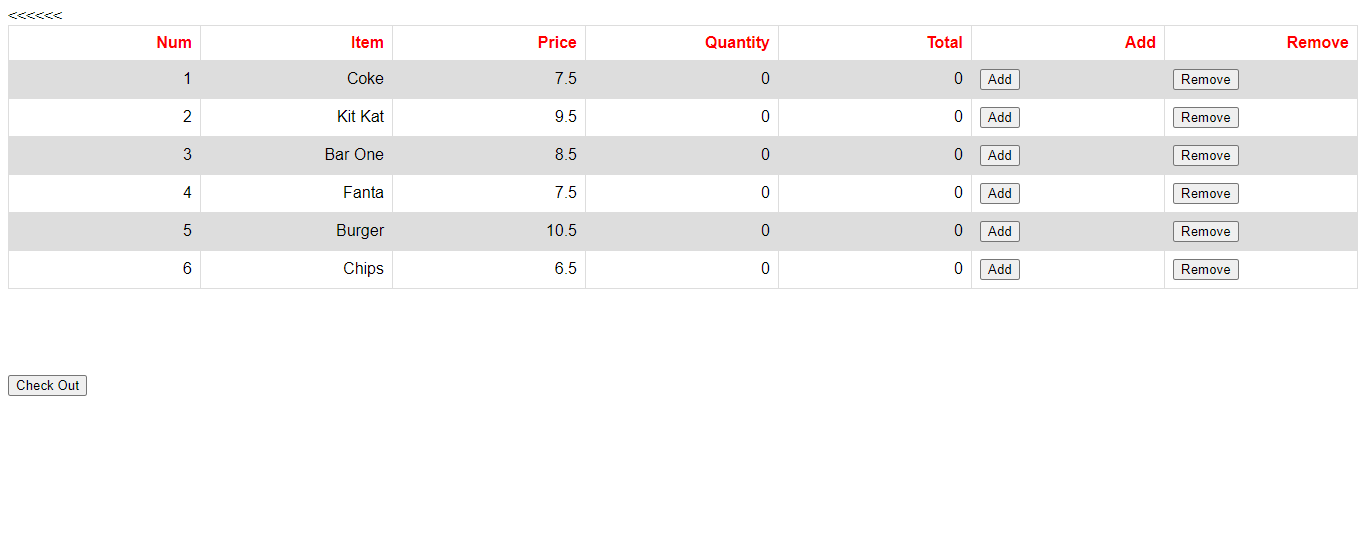 <<<<<<
Num Item Price Quantity Total Add Remove
1 Coke 7.5 0 0 Add Remove
2 Kit Kat 9.5 0 0 Add Remove
3 Bar One 8.5 0 0 Add Remove
4 Fanta 7.5 0 0 Add Remove
5 Burger 10.5 0 0 Add Remove
6 Chips 6.5 0 0 Add Remove
Check Out